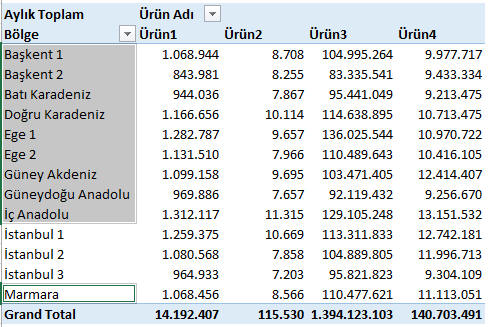 Aylık Toplam Ürün Adı
Bölge Ürün1 Ürün2 Ürün3 Ürün4
Başkent 1 1.068.944 8.708 104.995.264 9.977.717
Başkent 2 843.981 8.255 83.335.541 9.433.334
Batı Karadeniz 944.036 7.867 95.441.049 9.213.475
Doğru Karadeniz 1.166.656 10.114 114.638.895 10.713.475
Ege 1 1.282.787 9.657 136.025.544 10.970.722
Ege 2 1.131.510 7.966 110.489.643 10.416.105
Güney Akdeniz 1.099.158 9.695 103.471.405 12.414.407
Güneydoğu Anadolu 969.886 7.657 92.119.432 9.256.670
İç Anadolu 1.312.117 11.315 129.105.248 13.151.532
İstanbul 1 1.259.375 10.669 113.311.833 12.742.181
İstanbul 2 1.080.568 7.858 104.889.805 11.996.713
İstanbul 3 964.933 7.203 95.821.823 9.304.109
Marmara 1.068.456 8.566 110.477.621 11.113.051
Grand Total 14.192.407 115.530 1.394.123.103 140.703.491